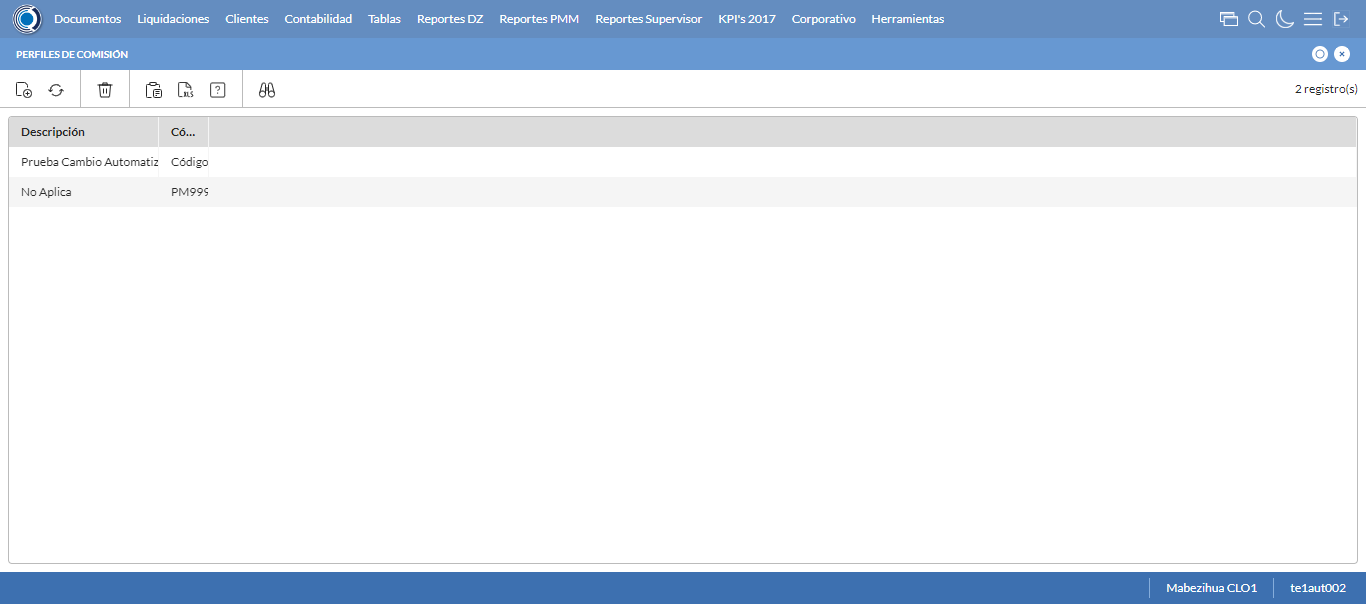 Documentos Liquidaciones Clientes Contabilidad Tablas Reportes DZ Reportes PMM Reportes Supervisor KPI's 2017 Corporativo Herramientas
PERFILES DE COMISIÓN
XLS ? 2 registro(s)
Descripción Có...
Prueba Cambio Automatiz Código
No Aplica PM999
Mabezihua CLO1 te1aut002